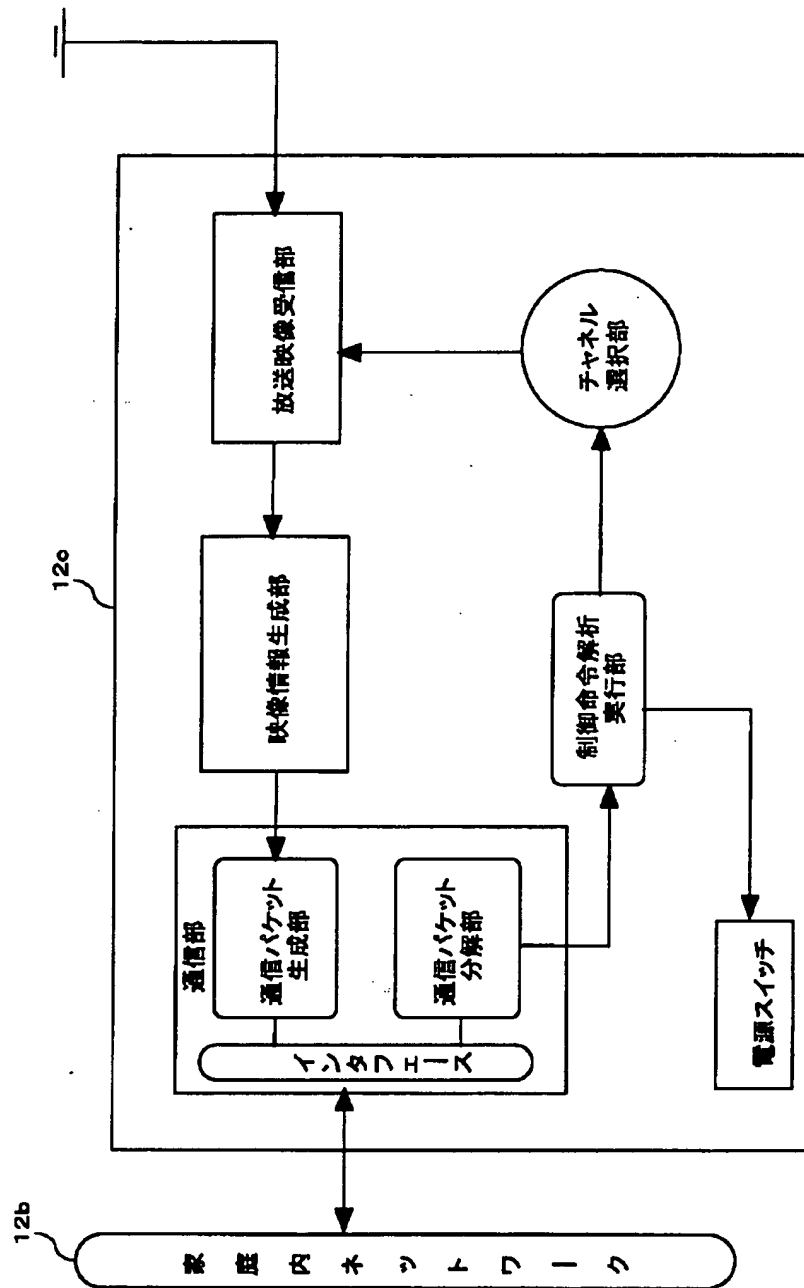 12c
放送映像受信部
映像情報生成部
通信部
通信パケット
生成部
通信パケット
分解部
インタフェース
制御命令解析
実行部
チャネル
選択部
電源スイッチ
12b
家庭内ネットワーク